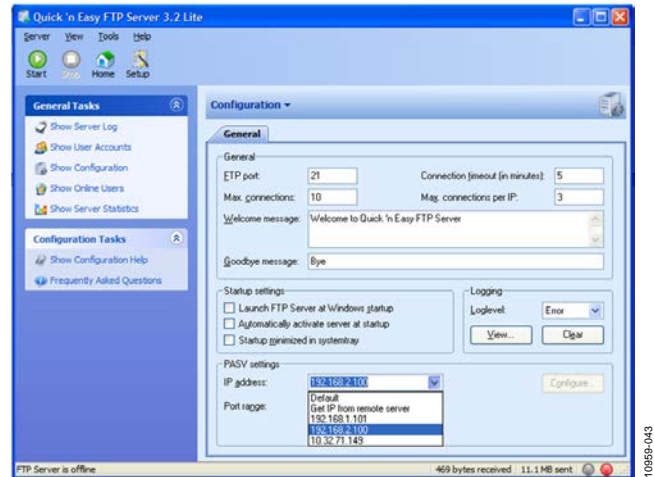 Quick 'n Easy FTP Server 3.2 Lite
Server View Tools Help
Start Stop Home Setup
General Tasks
Show Server Log
Show User Accounts
Show Configuration
Show Online Users
Show Server Statistics
Configuration Tasks
Show Configuration Help
Frequently Asked Questions
Configuration
General
General
FTP port: 21 Connection timeout (in minutes): 5
Max. connections: 10 Max. connections per IP: 3
Welcome message: Welcome to Quick 'n Easy FTP Server
Goodbye message: Bye
Startup settings
Launch FTP Server at Windows startup
Automatically activate server at startup
Startup minimized in systemtray
Logging
Loglevel: Error
View... Clear
PASV settings
IP address: 192.168.2.100 Configure...
Port range:
Default
Get IP from remote server
192.168.1.101
192.168.2.100
10.32.71.149
FTP Server is offline 469 bytes received 11.1 MB sent
10959-043